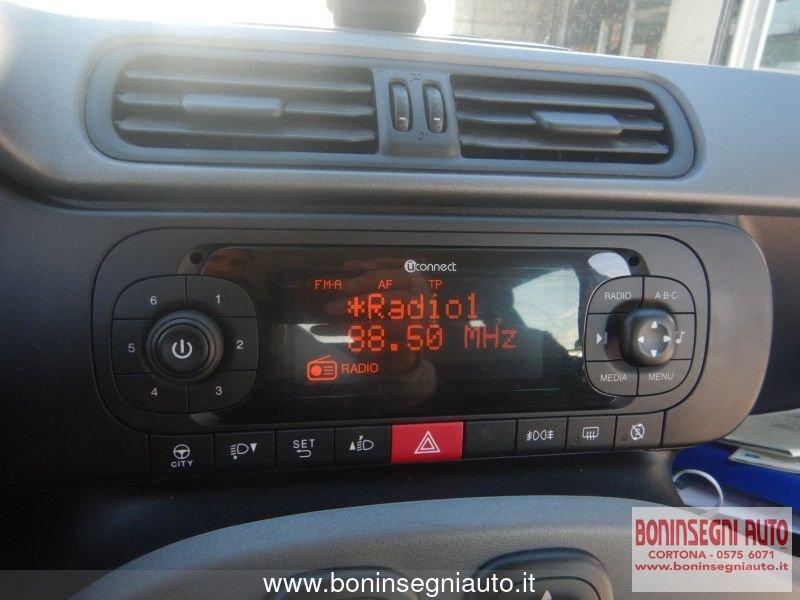 Uconnect
FM-A AF TP
*Radio1
88.50 MHz
RADIO
6 1
5 2
4 3
RADIO A·B·C
MEDIA MENU
CITY
SET
BONINSEGNI AUTO
CORTONA - 0575 6071
www.boninsegniauto.it
www.boninsegniauto.it